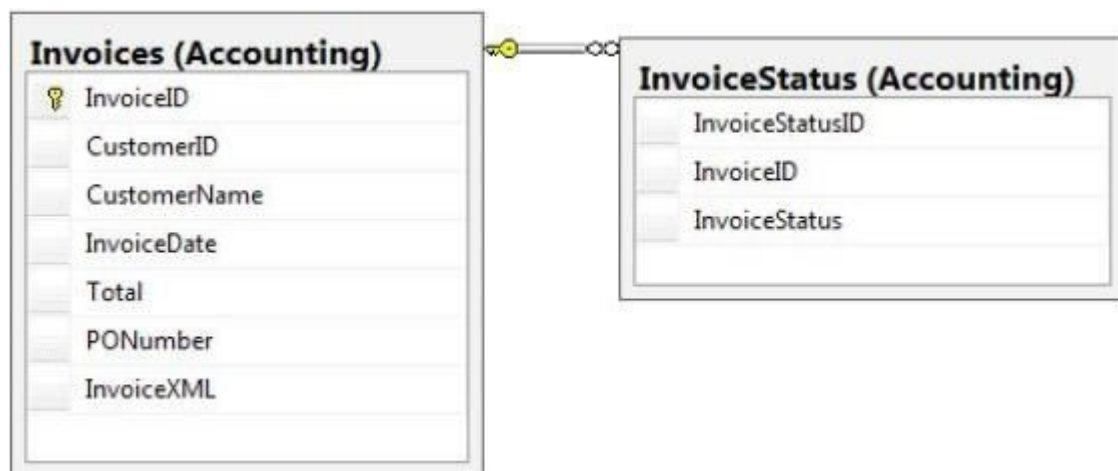 Invoices (Accounting)
InvoiceID
CustomerID
CustomerName
InvoiceDate
Total
PONumber
InvoiceXML
InvoiceStatus (Accounting)
InvoiceStatusID
InvoiceID
InvoiceStatus